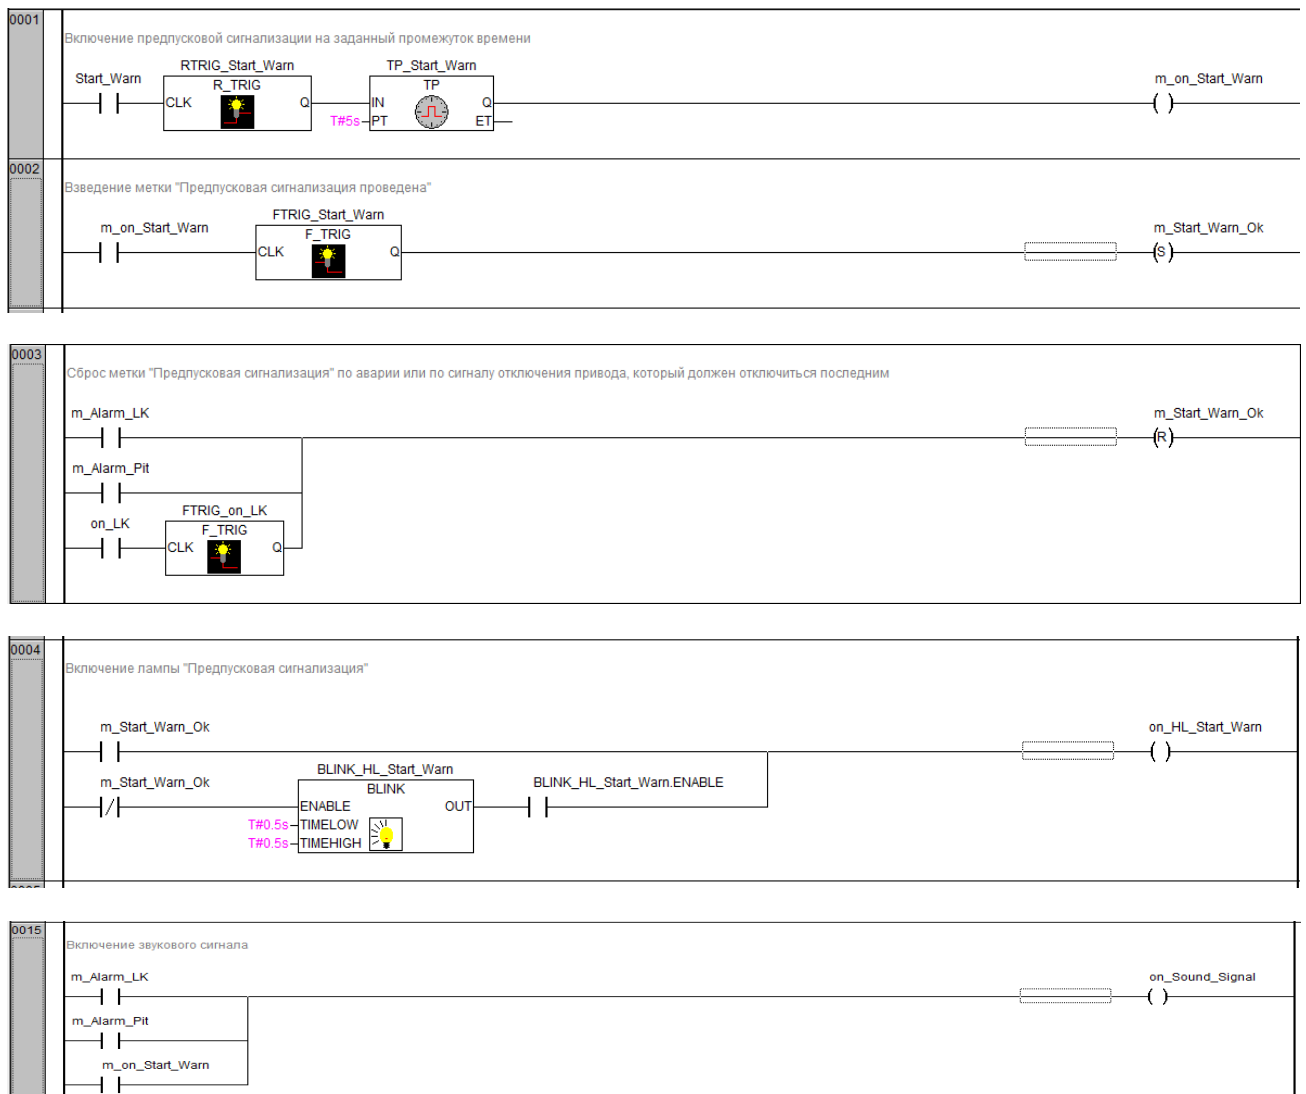 0001
Включение предпусковой сигнализации на заданный промежуток времени
RTRIG_Start_Warn
TP_Start_Warn
Start_Warn
R_TRIG
TP
m_on_Start_Warn
CLK
Q
IN
Q
( )
T#5s
PT
ET
0002
Взведение метки "Предпусковая сигнализация проведена"
FTRIG_Start_Warn
m_on_Start_Warn
F_TRIG
m_Start_Warn_Ok
CLK
Q
(S)
0003
Сброс метки "Предпусковая сигнализация" по аварии или по сигналу отключения привода, который должен отключиться последним
m_Alarm_LK
m_Start_Warn_Ok
(R)
m_Alarm_Pit
FTRIG_on_LK
on_LK
F_TRIG
CLK
Q
0004
Включение лампы "Предпусковая сигнализация"
m_Start_Warn_Ok
on_HL_Start_Warn
( )
BLINK_HL_Start_Warn
m_Start_Warn_Ok
BLINK
BLINK_HL_Start_Warn.ENABLE
ENABLE
OUT
T#0.5s
TIMELOW
T#0.5s
TIMEHIGH
0015
Включение звукового сигнала
m_Alarm_LK
on_Sound_Signal
( )
m_Alarm_Pit
m_on_Start_Warn